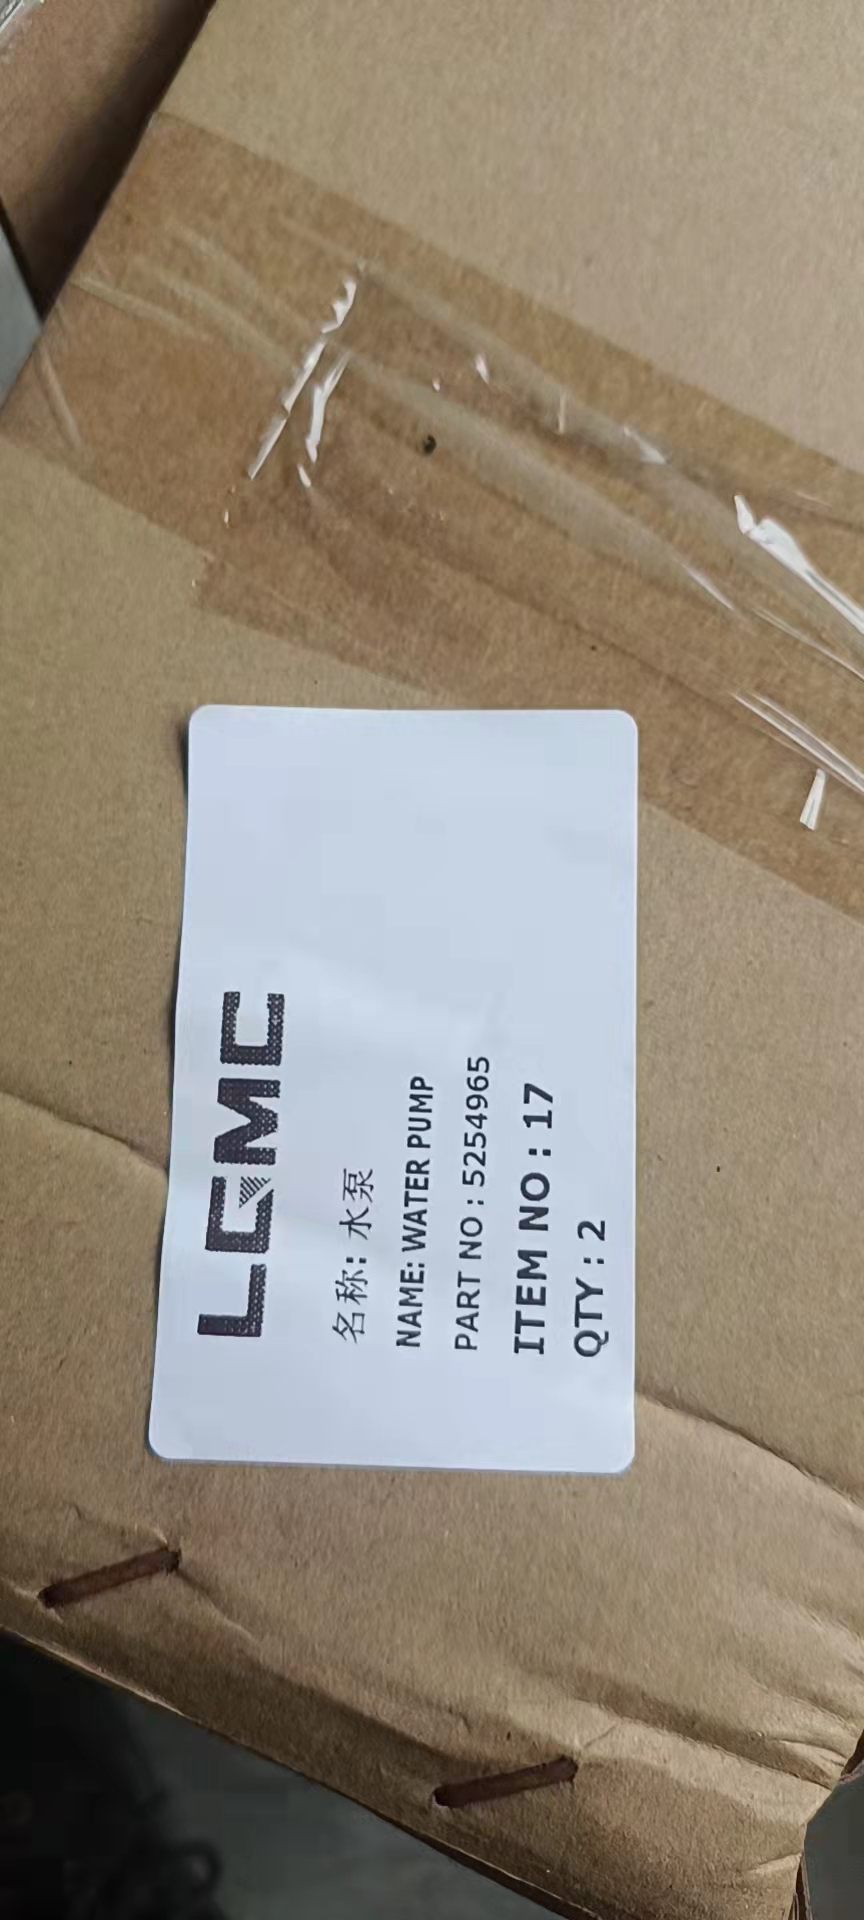 LGMC
名称: 水泵
NAME: WATER PUMP
PART NO : 5254965
ITEM NO : 17
QTY : 2